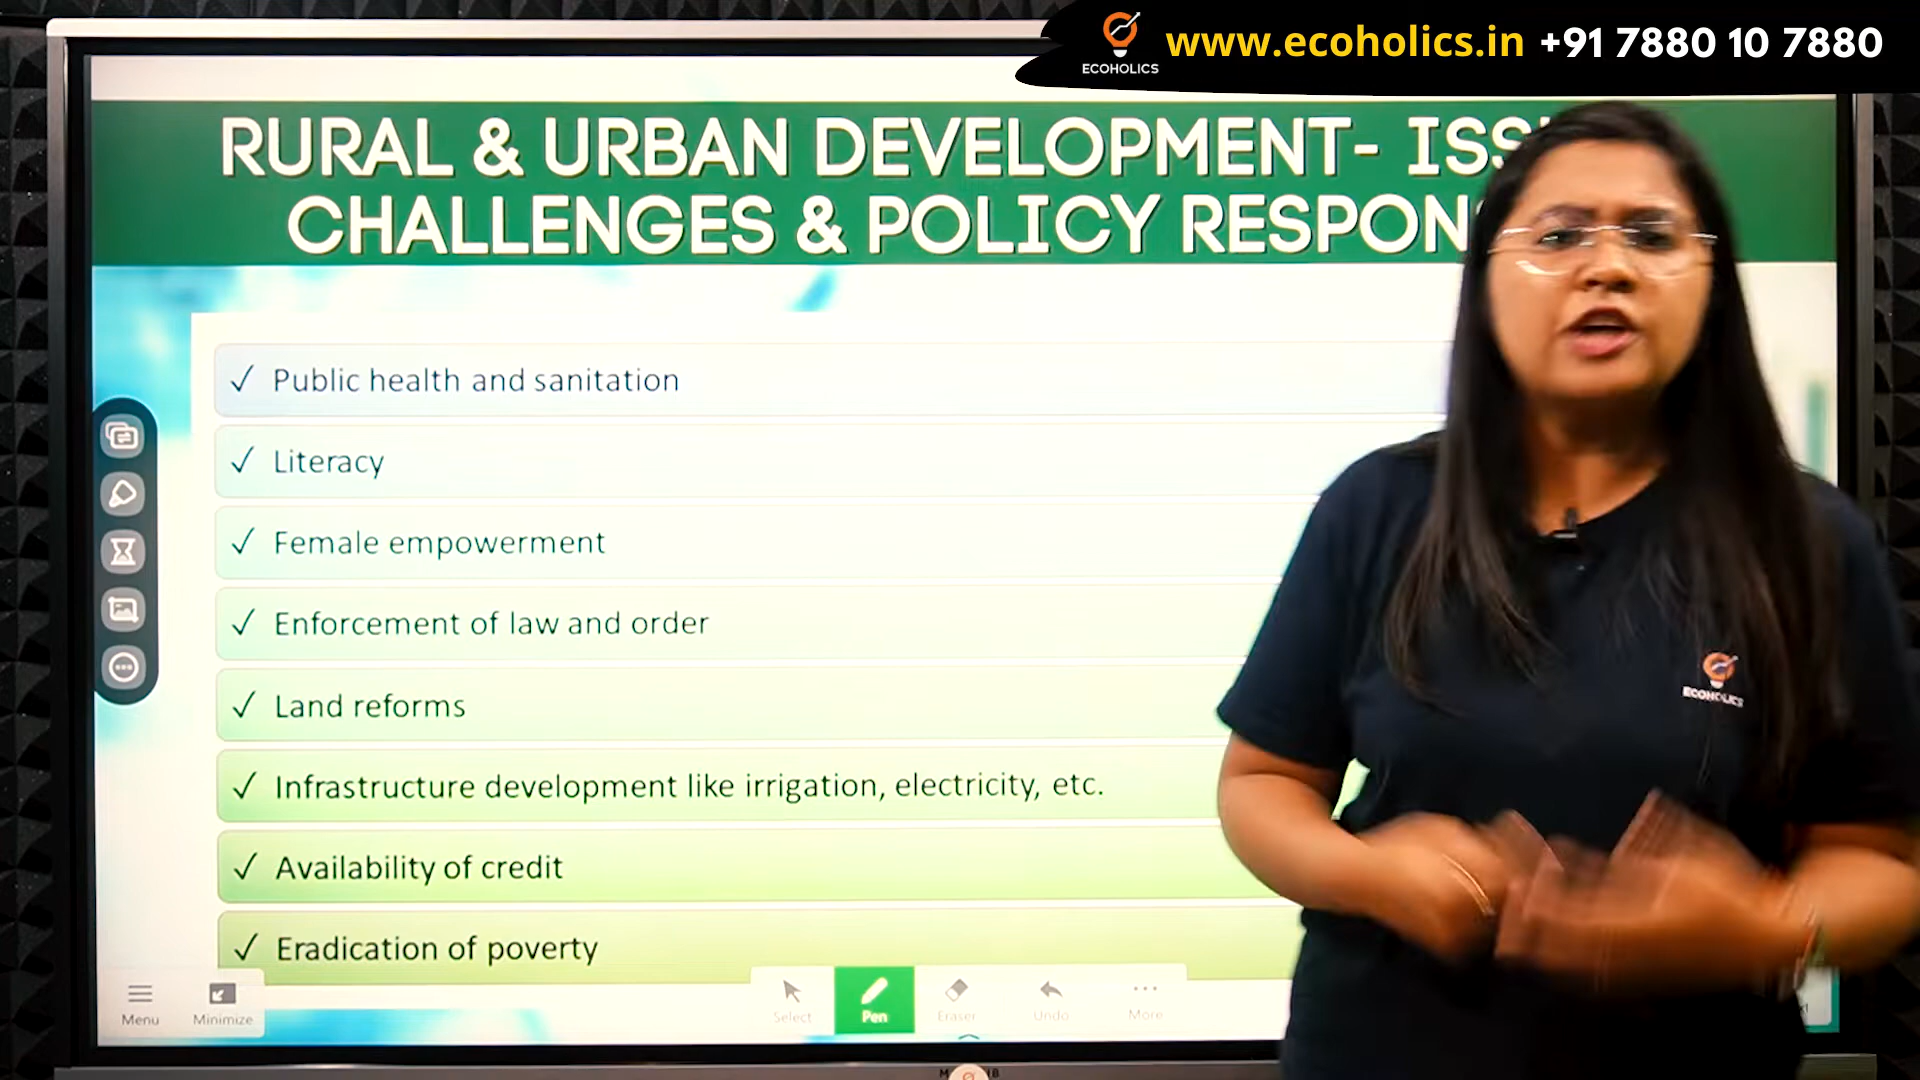 www.ecoholics.in +91 7880 10 7880
ECOHOLICS
RURAL & URBAN DEVELOPMENT-
CHALLENGES & POLICY
✓ Public health and sanitation
✓ Literacy
✓ Female empowerment
✓ Enforcement of law and order
✓ Land reforms
✓ Infrastructure development like irrigation, electricity, etc.
✓ Availability of credit
✓ Eradication of poverty
ECOHOLICS
Menu
Minimize
Select
Pen
Eraser
Undo
More